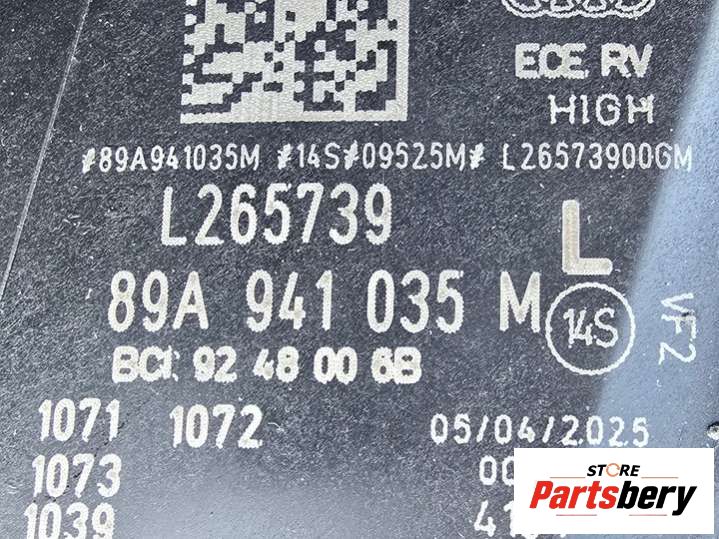 ECE RV
HIGH
#89A941035M #14S#09525M# L26573900GM
L265739
L
89A 941 035 M
14S
VF2
BCI: 92 48 00 6B
1071 1072 05/04/2025
1073
1039
STORE
Partsbery